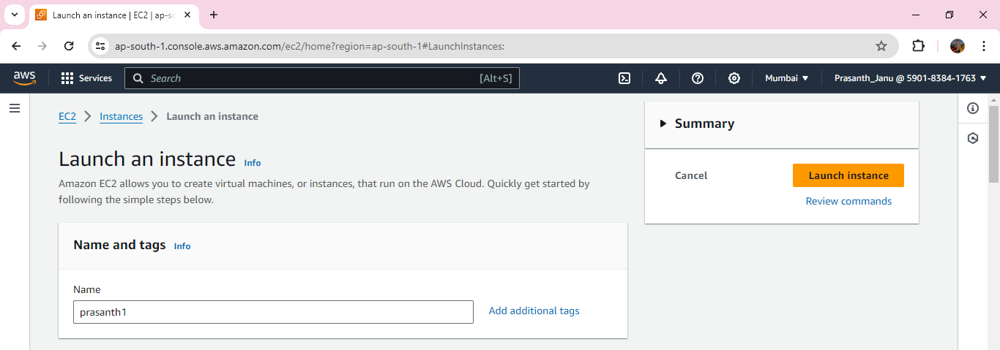 Launch an instance | EC2 | ap-so
ap-south-1.console.aws.amazon.com/ec2/home?region=ap-south-1#LaunchInstances:
aws Services Search [Alt+S] Mumbai Prasanth_Janu @ 5901-8384-1763
EC2 Instances Launch an instance
Launch an instance Info
Amazon EC2 allows you to create virtual machines, or instances, that run on the AWS Cloud. Quickly get started by
following the simple steps below.
Name and tags Info
Name
prasanth1 Add additional tags
Summary
Cancel Launch instance
Review commands